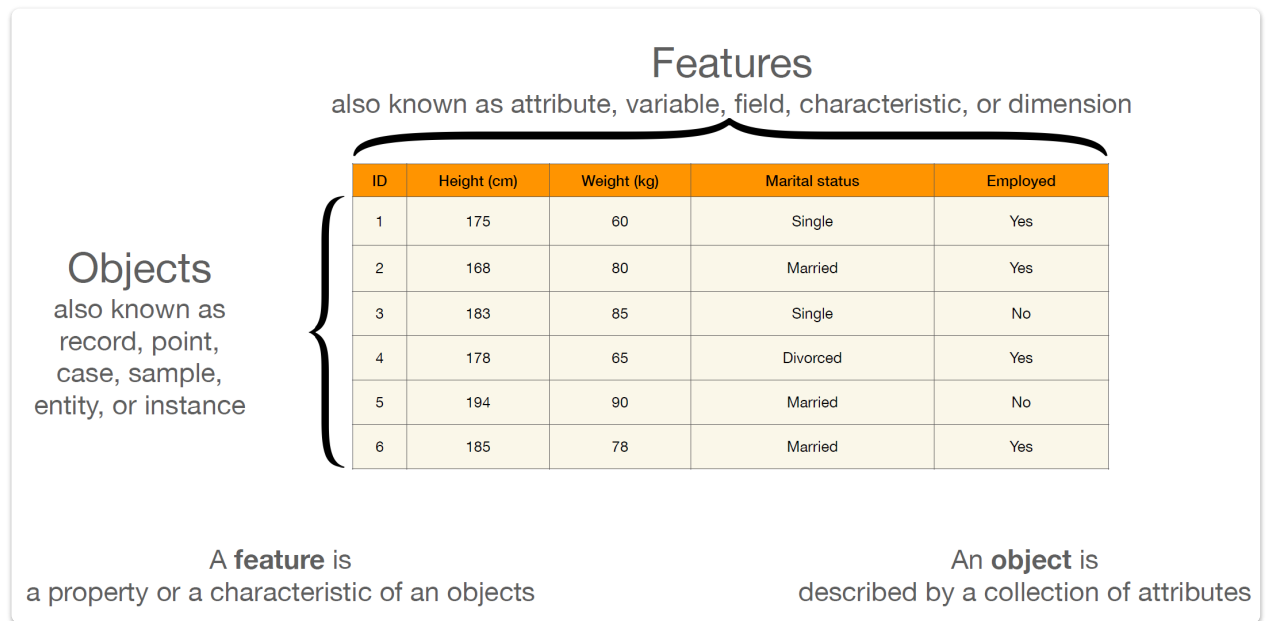 Features
also known as attribute, variable, field, characteristic, or dimension
ID Height (cm) Weight (kg) Marital status Employed
1 175 60 Single Yes
2 168 80 Married Yes
3 183 85 Single No
4 178 65 Divorced Yes
5 194 90 Married No
6 185 78 Married Yes
Objects
also known as
record, point,
case, sample,
entity, or instance
A feature is
a property or a characteristic of an objects
An object is
described by a collection of attributes